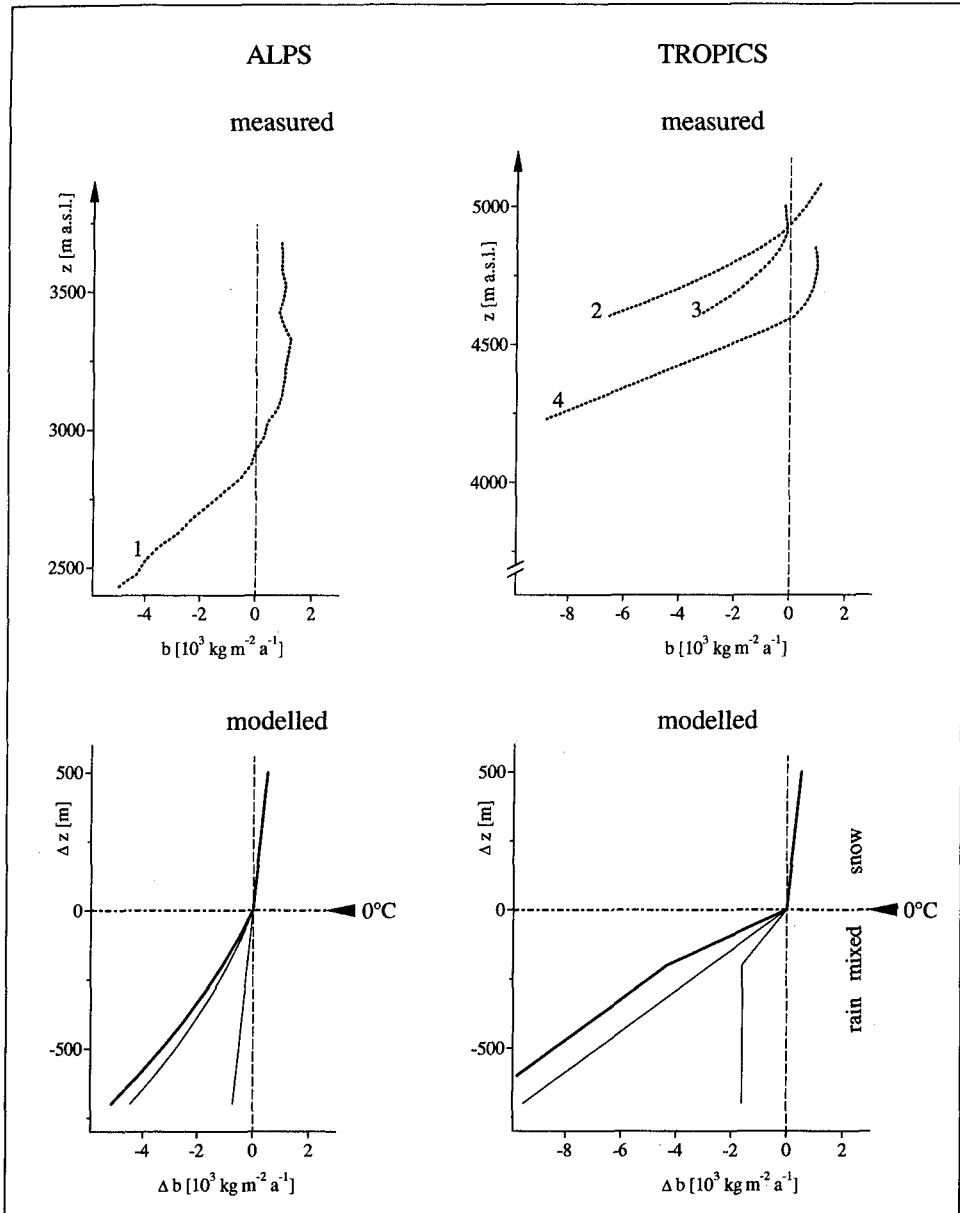 ALPS
measured
z [m a.s.l.]
3500
3000
2500
1
-4 -2 0 2
b [10³ kg m⁻² a⁻¹]
TROPICS
measured
z [m a.s.l.]
5000
4500
4000
2
3
4
-8 -6 -4 -2 0 2
b [10³ kg m⁻² a⁻¹]
modelled
Δ z [m]
500
0
-500
0°C
-4 -2 0 2
Δ b [10³ kg m⁻² a⁻¹]
modelled
Δ z [m]
500
0
-500
snow
0°C
rain mixed
-8 -6 -4 -2 0 2
Δ b [10³ kg m⁻² a⁻¹]